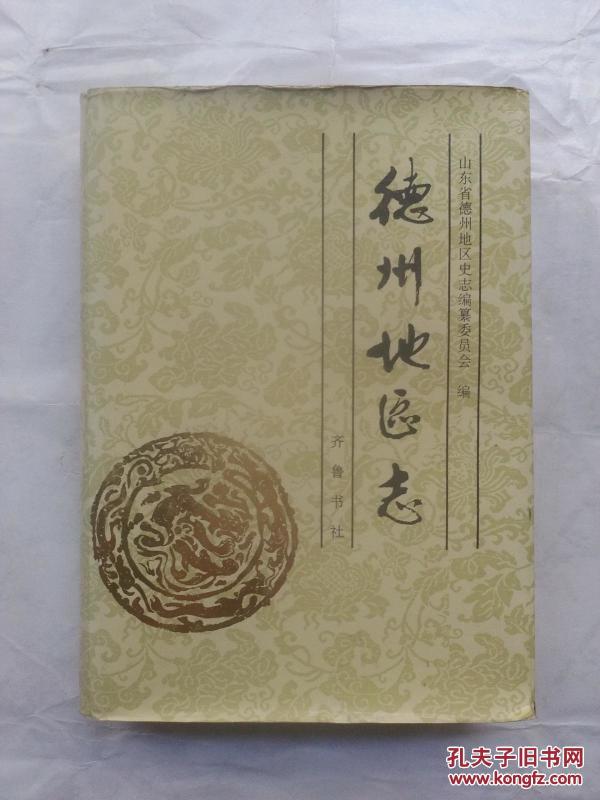 山东省德州地区史志编纂委员会 编
德州地区志
齐鲁书社
孔夫子旧书网
www.kongfz.com